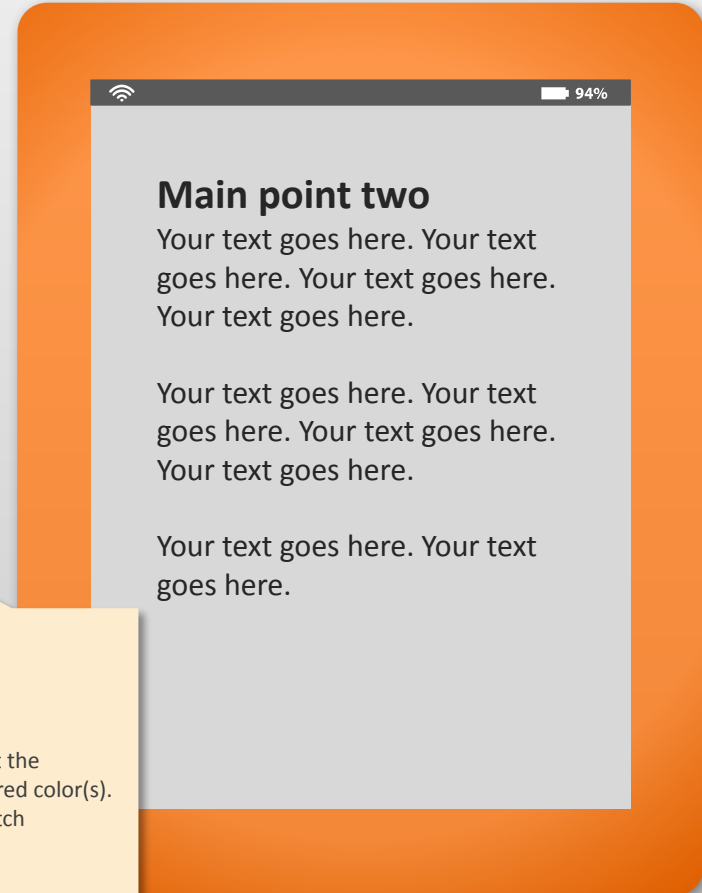 94%
Main point two
Your text goes here. Your text
goes here. Your text goes here.
Your text goes here.
Your text goes here. Your text
goes here. Your text goes here.
Your text goes here.
Your text goes here. Your text
goes here.
the
color(s).